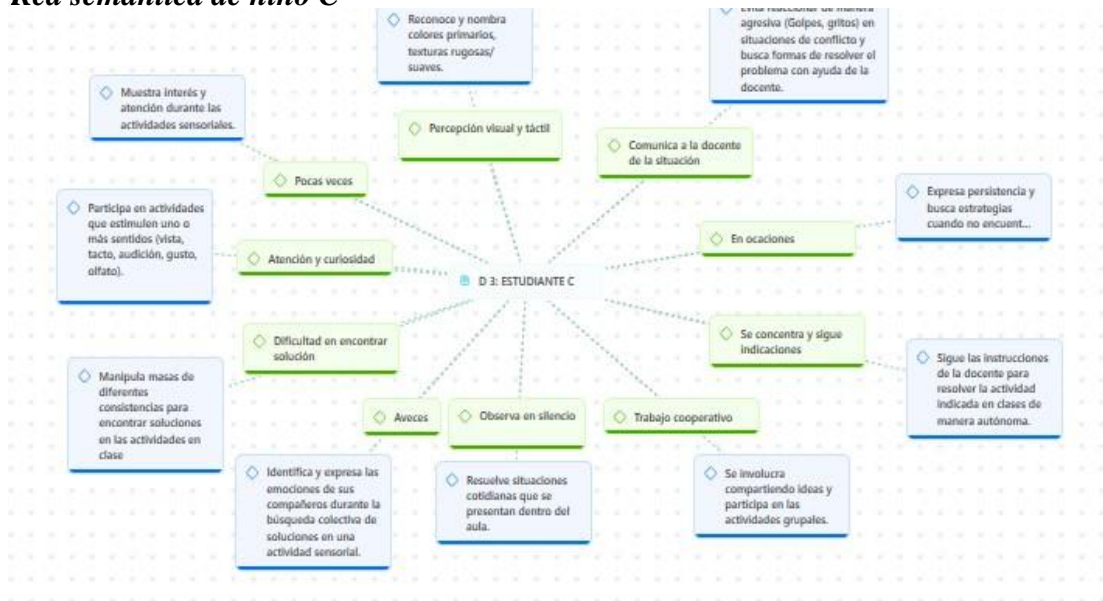 Red semántica de niño C
Reconoce y nombra
colores primarios,
texturas rugosas/
suaves.
Evita reaccionar de manera
agresiva (Golpes, gritos) en
situaciones de conflicto y
busca formas de resolver el
problema con ayuda de la
docente.
Muestra interés y
atención durante las
actividades sensoriales.
Percepción visual y táctil
Comunica a la docente
de la situación
Pocas veces
Participa en actividades
que estimulen uno o
más sentidos (vista,
tacto, audición, gusto,
olfato).
Expresa persistencia y
busca estrategias
cuando no encuent...
En ocaciones
Atención y curiosidad
D 3: ESTUDIANTE C
Dificultad en encontrar
solución
Se concentra y sigue
indicaciones
Manipula masas de
diferentes
consistencias para
encontrar soluciones
en las actividades en
clase
Sigue las instrucciones
de la docente para
resolver la actividad
indicada en clases de
manera autónoma.
Aveces
Observa en silencio
Trabajo cooperativo
Identifica y expresa las
emociones de sus
compañeros durante la
búsqueda colectiva de
soluciones en una
actividad sensorial.
Resuelve situaciones
cotidianas que se
presentan dentro del
aula.
Se involucra
compartiendo ideas y
participa en las
actividades grupales.